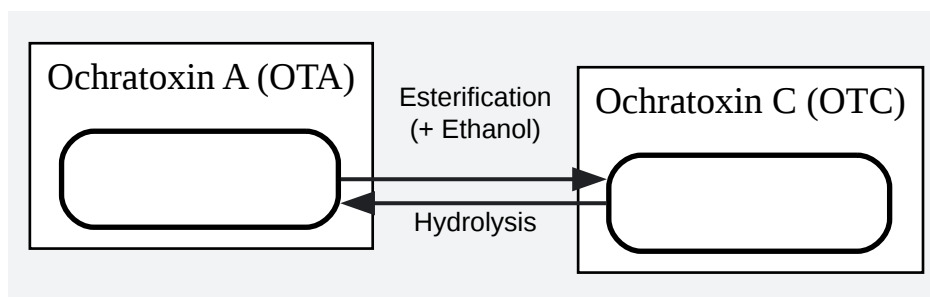 Ochratoxin A (OTA)
Esterification
(+ Ethanol)
Ochratoxin C (OTC)
Hydrolysis